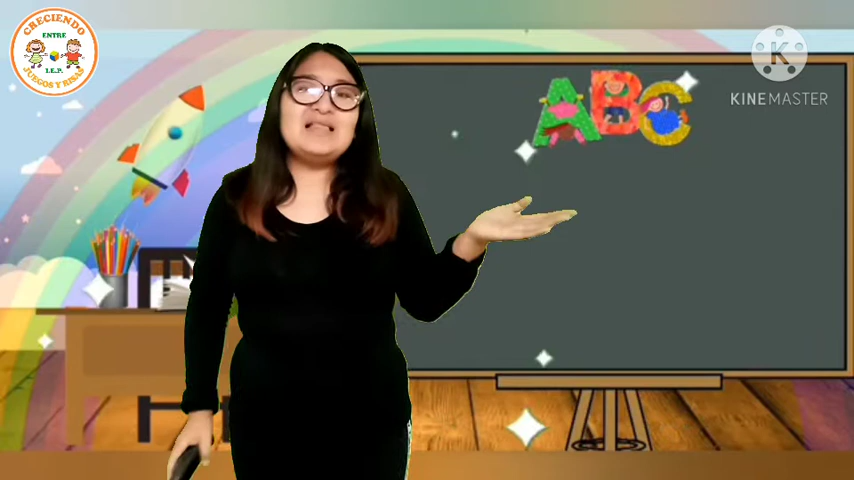 CRECIENDO
ENTRE
I.E.P.
JUEGOS Y RISAS
ABC
K
KINEMASTER